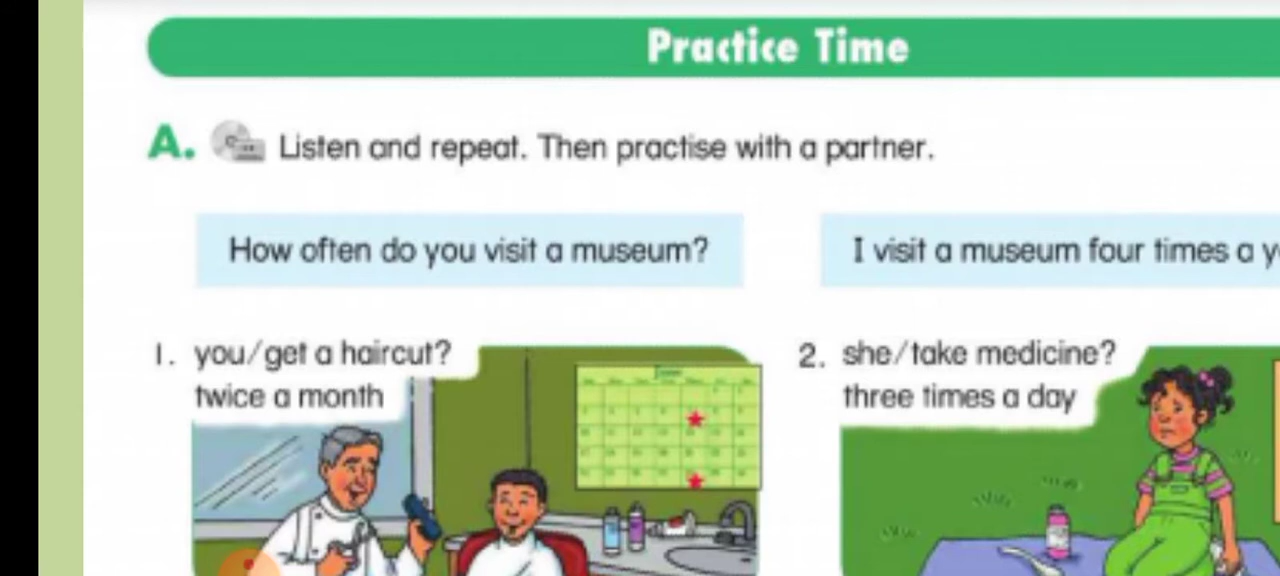 Practice Time
A. Listen and repeat. Then practise with a partner.
How often do you visit a museum?
I visit a museum four times a
1. you/get a haircut?
twice a month
2. she/take medicine?
three times a day